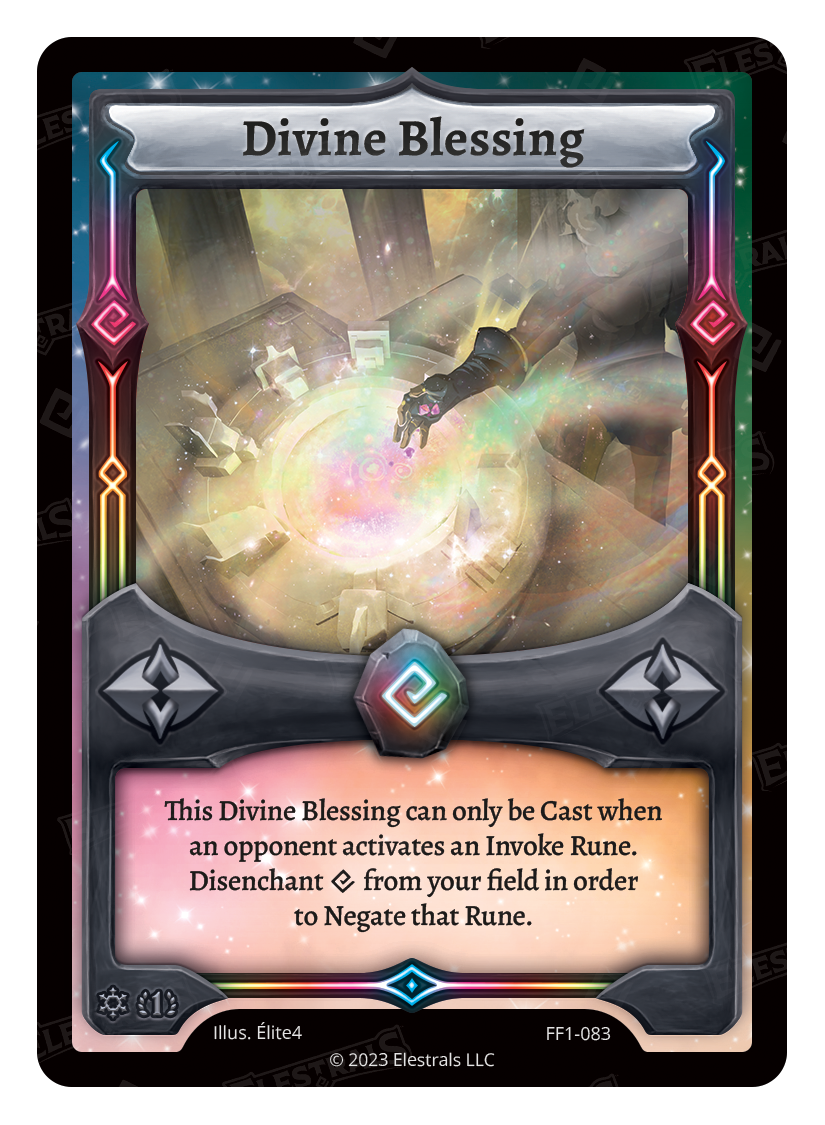 Divine Blessing
This Divine Blessing can only be Cast when
an opponent activates an Invoke Rune.
Disenchant from your field in order
to Negate that Rune.
1
Illus. Élite4
FF1-083
© 2023 Elestrals LLC
ELESTRALS